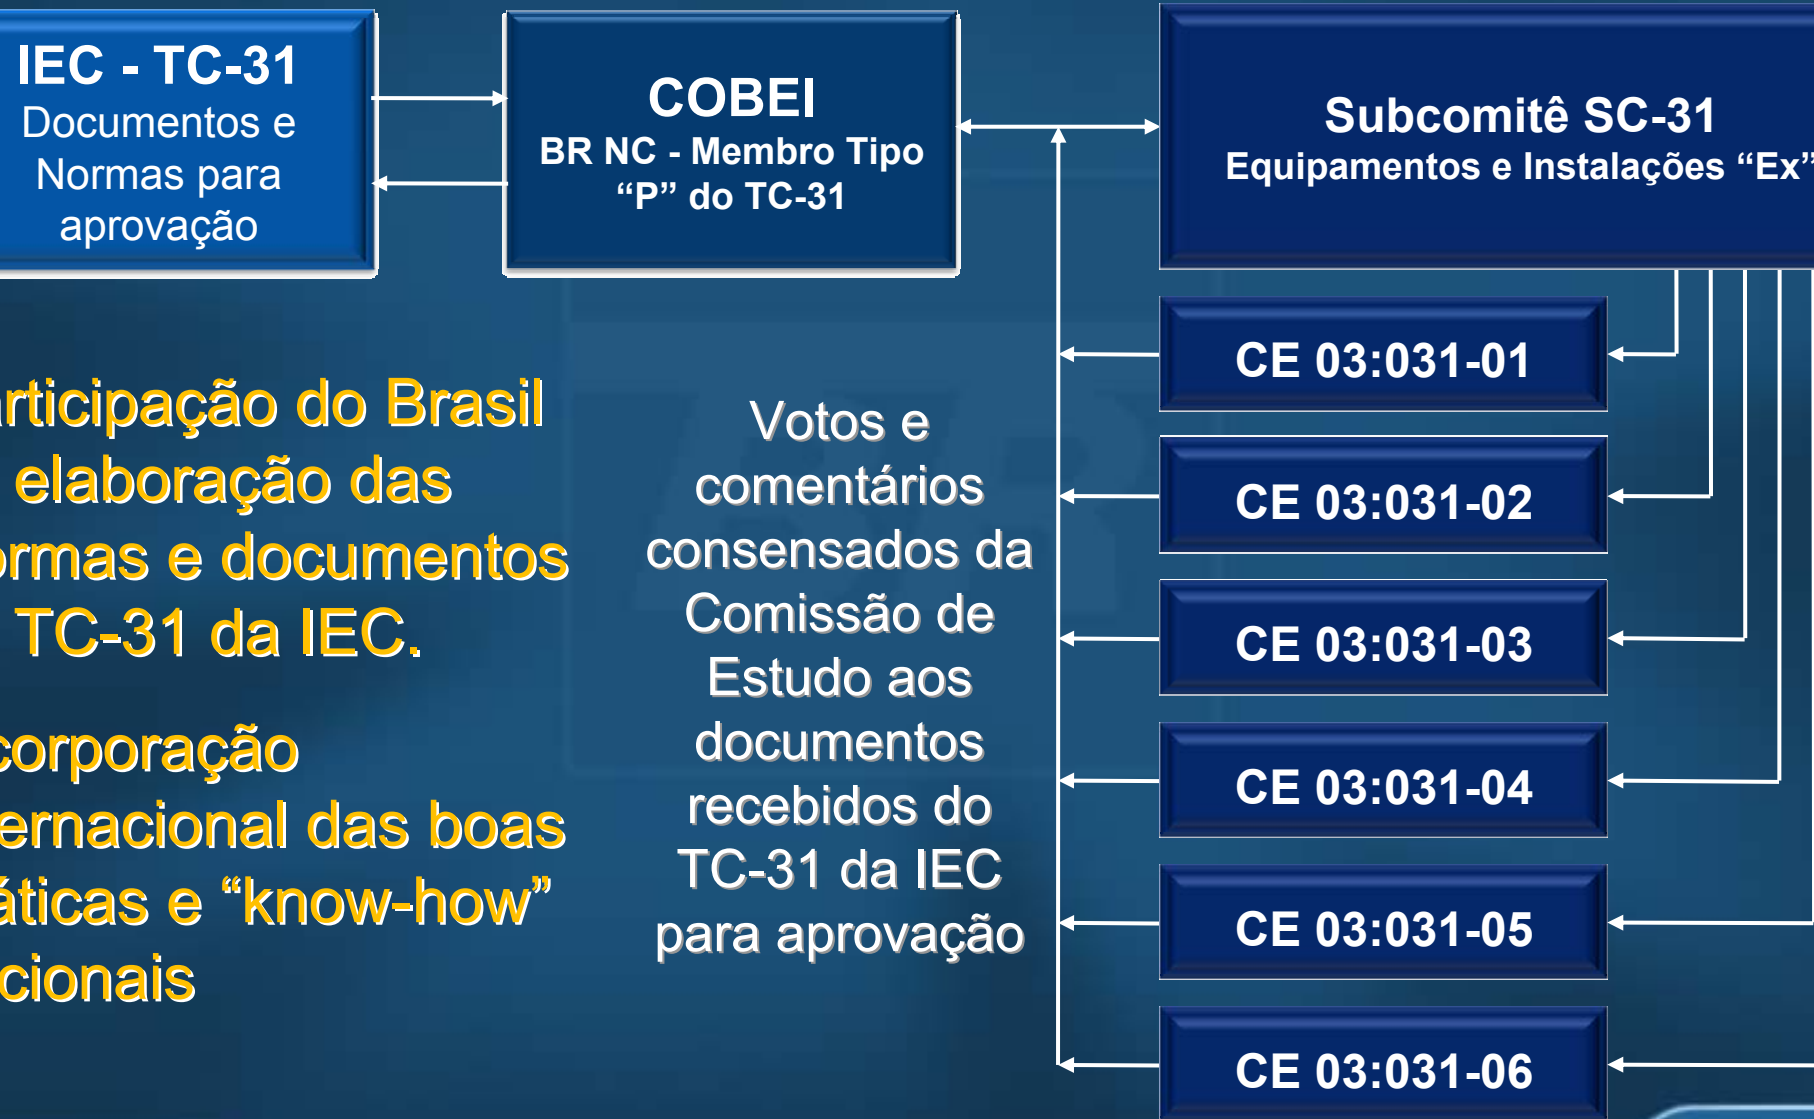 IEC - TC-31
Documentos e
Normas para
aprovação
COBEI
BR NC - Membro Tipo
“P” do TC-31
Subcomitê SC-31
Equipamentos e Instalações “Ex”
articipação do Brasil
elaboração das
ormas e documentos
TC-31 da IEC.
corporação
ernacional das boas
áticas e “know-how”
cionais
Votos e
comentários
consensados da
Comissão de
Estudo aos
documentos
recebidos do
TC-31 da IEC
para aprovação
CE 03:031-01
CE 03:031-02
CE 03:031-03
CE 03:031-04
CE 03:031-05
CE 03:031-06